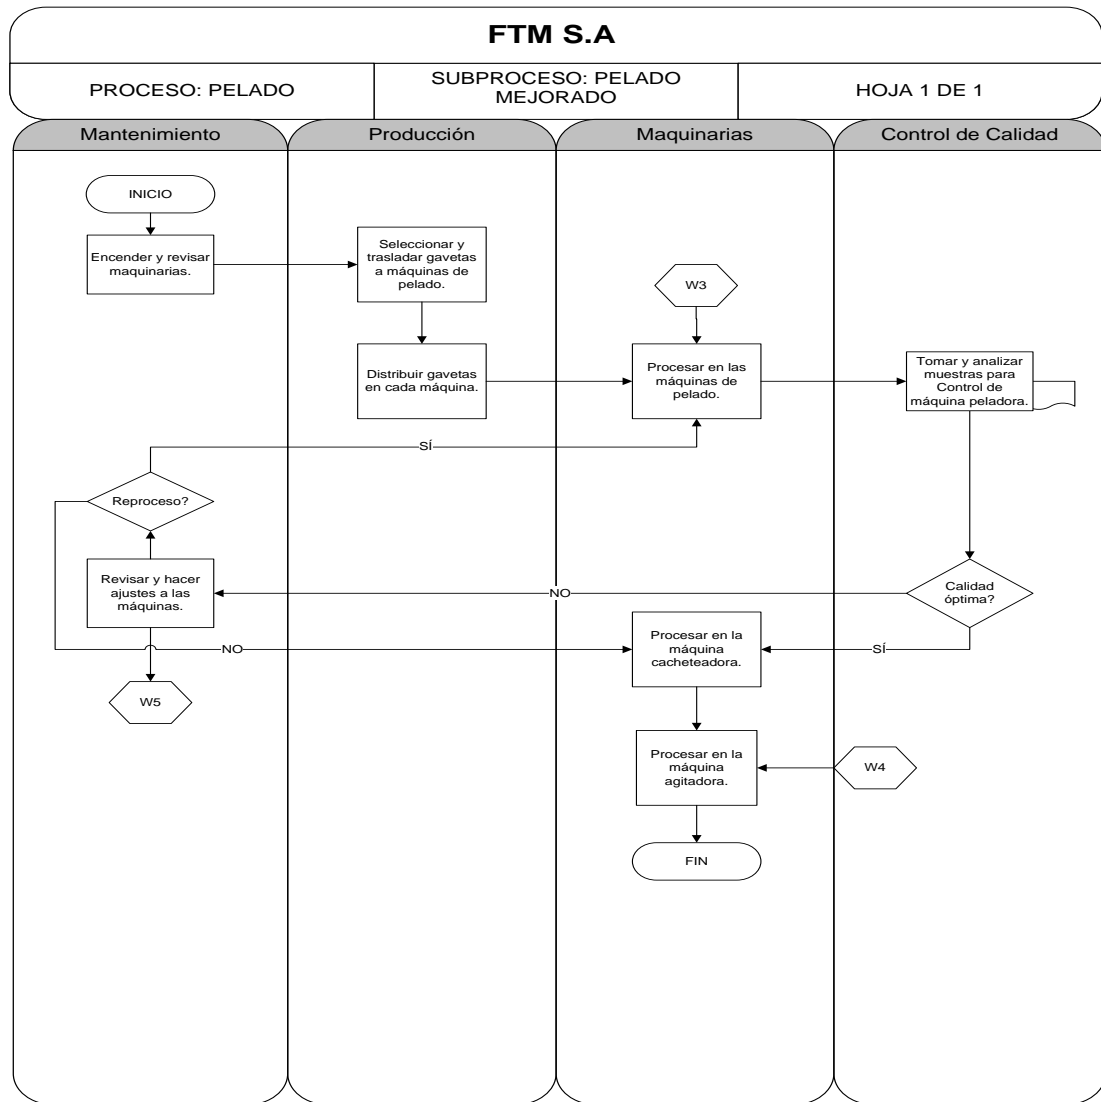 FTM S.A
PROCESO: PELADO
SUBPROCESO: PELADO
MEJORADO
HOJA 1 DE 1
Mantenimiento
Producción
Maquinarias
Control de Calidad
INICIO
Encender y revisar
maquinarias.
Seleccionar y
trasladar gavetas
a máquinas de
pelado.
W3
Distribuir gavetas
en cada máquina.
Procesar en las
máquinas de
pelado.
Tomar y analizar
muestras para
Control de
máquina peladora.
SÍ
Reproceso?
Revisar y hacer
ajustes a las
máquinas.
NO
Calidad
óptima?
NO
Procesar en la
máquina
cacheteadora.
SÍ
W5
Procesar en la
máquina
agitadora.
W4
FIN